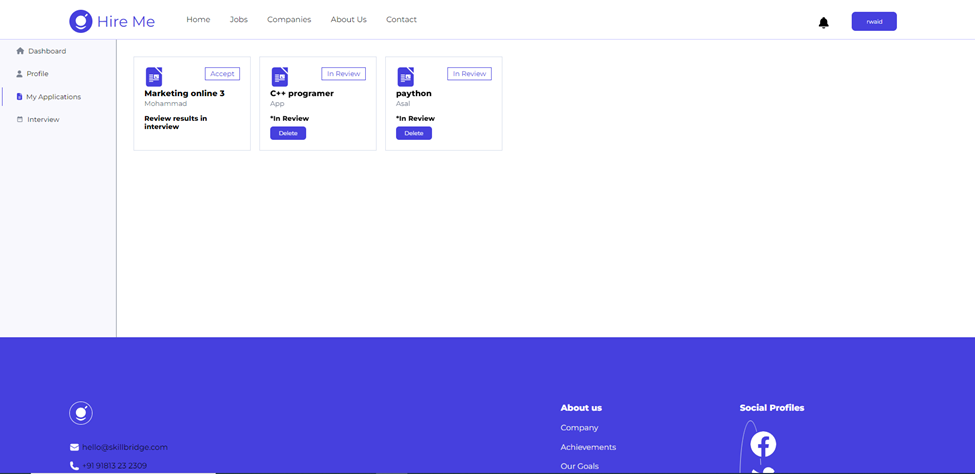 Hire Me
Home Jobs Companies About Us Contact
rwaid
Dashboard
Profile
My Applications
Interview
Accept
Marketing online 3
Mohammad
Review results in
interview
In Review
C++ programer
App
*In Review
Delete
In Review
paython
Asal
*In Review
Delete
hello@skillbridge.com
+91 91813 23 2309
About us
Company
Achievements
Our Goals
Social Profiles